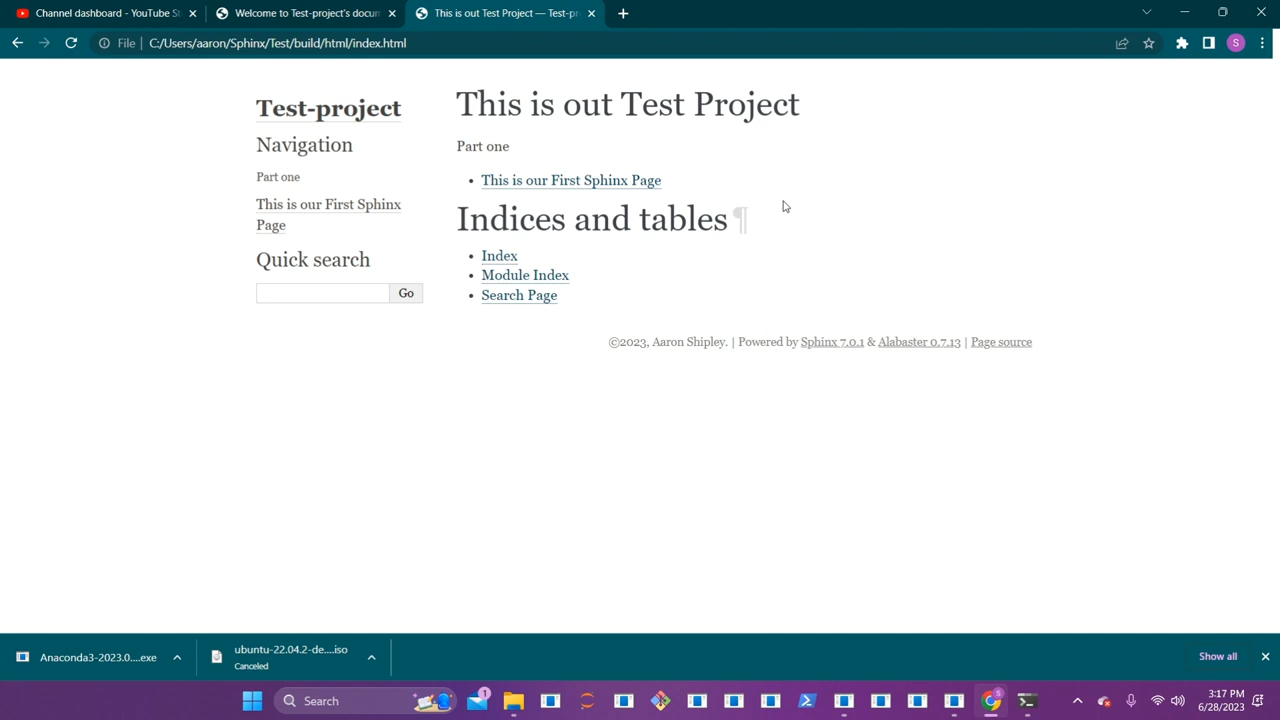 Channel dashboard - YouTube St
Welcome to Test-project's docum
This is out Test Project — Test-pr
File
C:/Users/aaron/Sphinx/Test/build/html/index.html
S
Test-project
Navigation
Part one
This is our First Sphinx
Page
Quick search
Go
This is out Test Project
Part one
• This is our First Sphinx Page
Indices and tables ¶
• Index
• Module Index
• Search Page
©2023, Aaron Shipley. | Powered by Sphinx 7.0.1 & Alabaster 0.7.13 | Page source
Anaconda3-2023.0....exe
ubuntu-22.04.2-de....iso
Canceled
Show all
Search
1
S
3:17 PM
6/28/2023